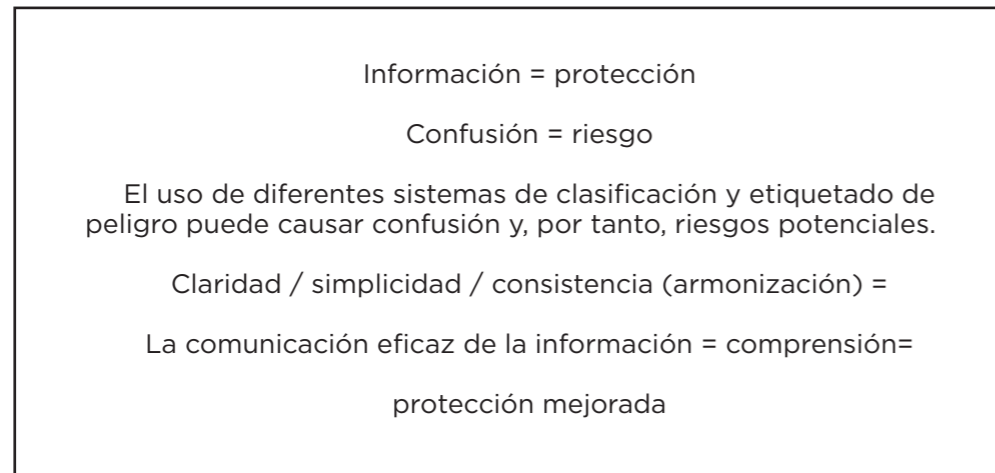 Información = protección
Confusión = riesgo
El uso de diferentes sistemas de clasificación y etiquetado de
peligro puede causar confusión y, por tanto, riesgos potenciales.
Claridad / simplicidad / consistencia (armonización) =
La comunicación eficaz de la información = comprensión=
protección mejorada